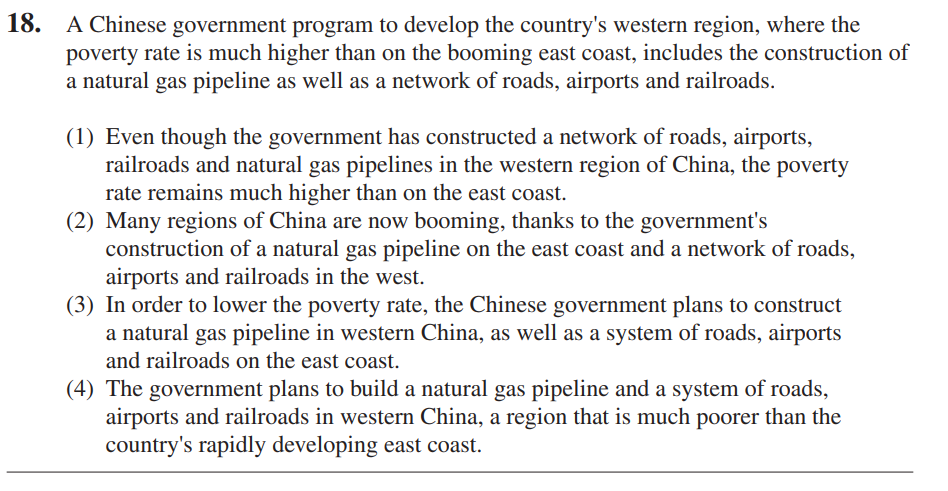 18. A Chinese government program to develop the country's western region, where the
poverty rate is much higher than on the booming east coast, includes the construction of
a natural gas pipeline as well as a network of roads, airports and railroads.
(1) Even though the government has constructed a network of roads, airports,
railroads and natural gas pipelines in the western region of China, the poverty
rate remains much higher than on the east coast.
(2) Many regions of China are now booming, thanks to the government's
construction of a natural gas pipeline on the east coast and a network of roads,
airports and railroads in the west.
(3) In order to lower the poverty rate, the Chinese government plans to construct
a natural gas pipeline in western China, as well as a system of roads, airports
and railroads on the east coast.
(4) The government plans to build a natural gas pipeline and a system of roads,
airports and railroads in western China, a region that is much poorer than the
country's rapidly developing east coast.